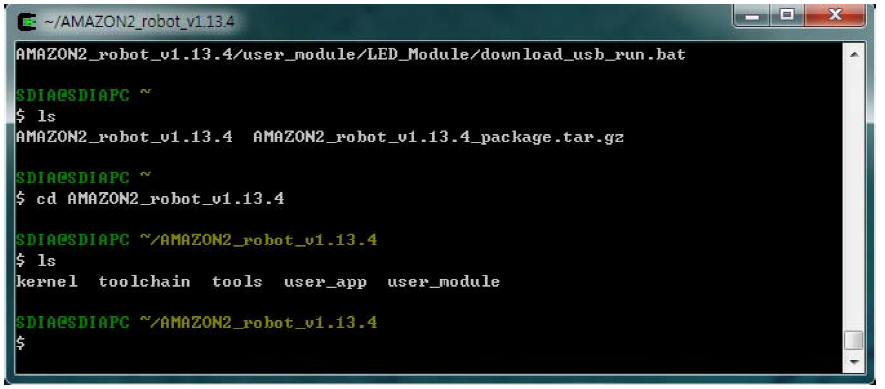 ~/AMAZON2_robot_v1.13.4
AMAZON2_robot_v1.13.4/user_module/LED_Module/download_usb_run.bat
SDIA@SDIAPC ~
$ ls
AMAZON2_robot_v1.13.4  AMAZON2_robot_v1.13.4_package.tar.gz
SDIA@SDIAPC ~
$ cd AMAZON2_robot_v1.13.4
SDIA@SDIAPC ~/AMAZON2_robot_v1.13.4
$ ls
kernel  toolchain  tools  user_app  user_module
SDIA@SDIAPC ~/AMAZON2_robot_v1.13.4
$